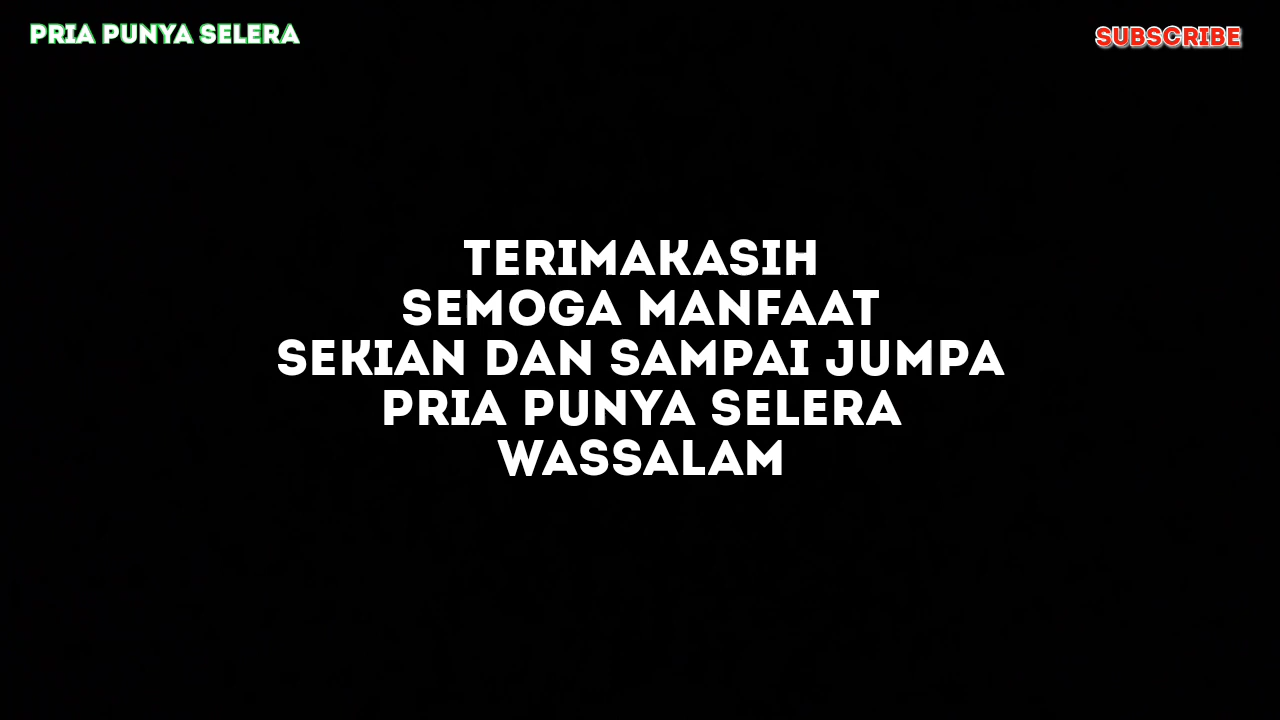 PRIA PUNYA SELERA
SUBSCRIBE
TERIMAKASIH
SEMOGA MANFAAT
SEKIAN DAN SAMPAI JUMPA
PRIA PUNYA SELERA
WASSALAM